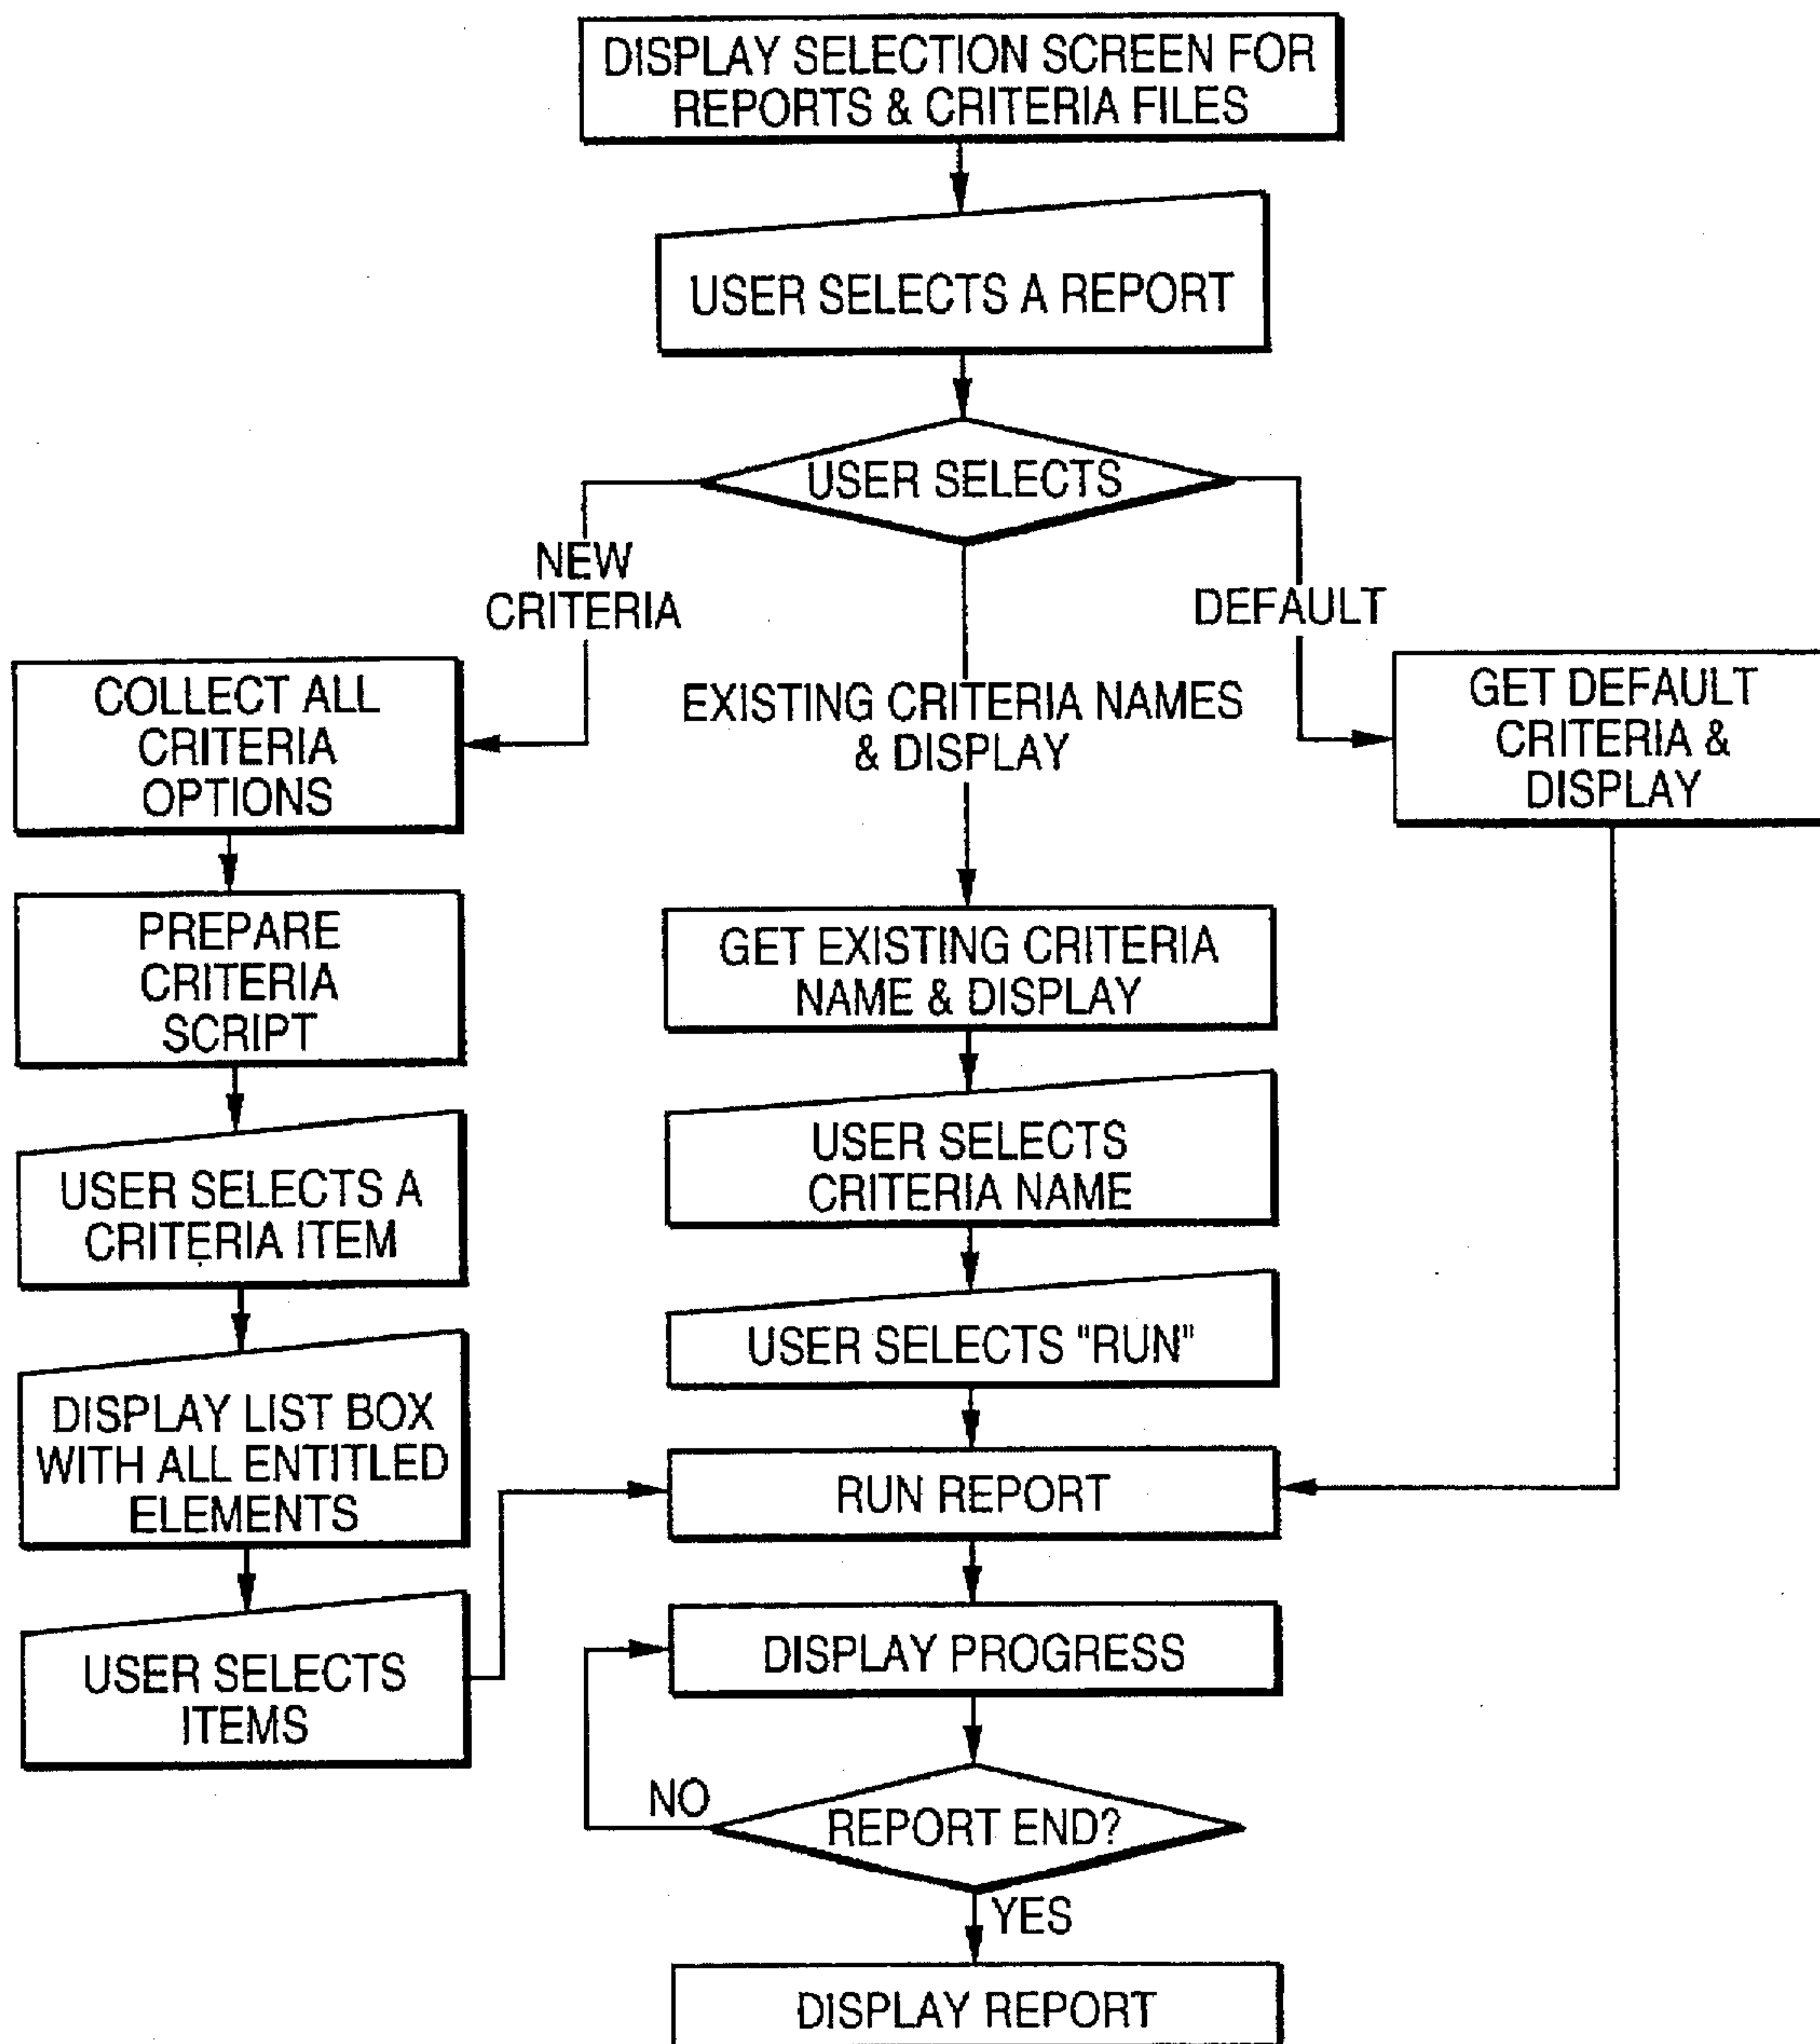 DISPLAY SELECTION SCREEN FOR
REPORTS & CRITERIA FILES
USER SELECTS A REPORT
USER SELECTS
NEW
CRITERIA
EXISTING CRITERIA NAMES
& DISPLAY
DEFAULT
COLLECT ALL
CRITERIA
OPTIONS
PREPARE
CRITERIA
SCRIPT
USER SELECTS A
CRITERIA ITEM
DISPLAY LIST BOX
WITH ALL ENTITLED
ELEMENTS
USER SELECTS
ITEMS
GET EXISTING CRITERIA
NAME & DISPLAY
USER SELECTS
CRITERIA NAME
USER SELECTS "RUN"
GET DEFAULT
CRITERIA &
DISPLAY
RUN REPORT
DISPLAY PROGRESS
REPORT END?
NO
YES
DISPLAY REPORT